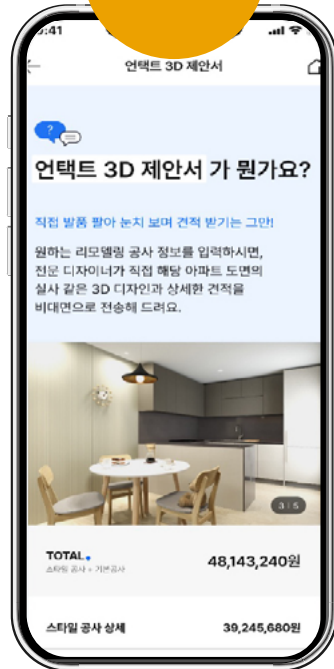 :41
언택트 3D 제안서
?
언택트 3D 제안서 가 뭔가요?
직접 발품 팔아 눈치 보며 견적 받기는 그만!
원하는 리모델링 공사 정보를 입력하시면,
전문 디자이너가 직접 해당 아파트 도면의
실사 같은 3D 디자인과 상세한 견적을
비대면으로 전송해 드려요.
3 | 5
TOTAL
48,143,240원
스타일 공사 + 기본공사
스타일 공사 상세
39,245,680원